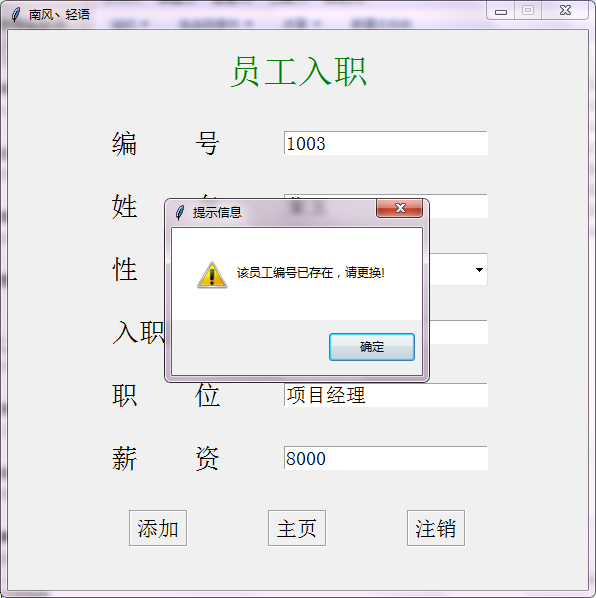 南风丶轻语
员工入职
编 号
1003
姓
提示信息
性
该员工编号已存在，请更换!
入职
确定
职 位
项目经理
薪 资
8000
添加
主页
注销